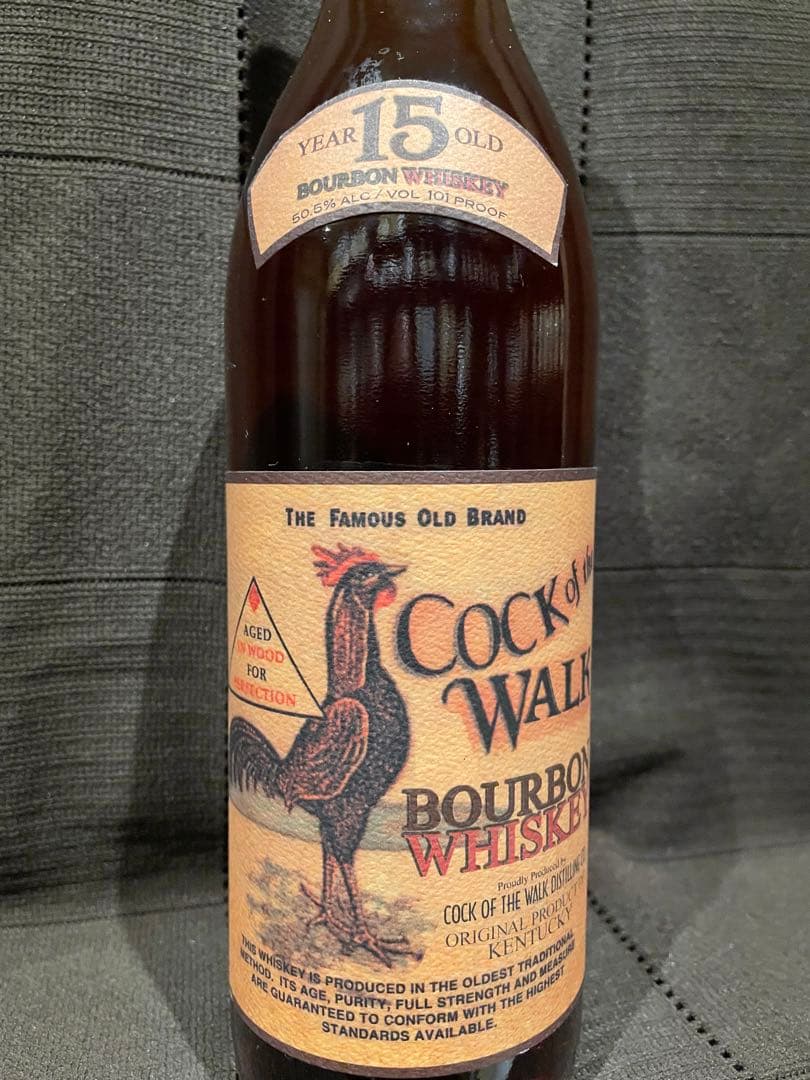 YEAR 15 OLD
BOURBON WHISKEY
50.5% ALC / VOL 101 PROOF
THE FAMOUS OLD BRAND
AGED
IN WOOD
FOR
PERFECTION
COCK of the
WALK
BOURBON
WHISKEY
Proudly Produced by
COCK OF THE WALK DISTILLING
ORIGINAL PRODUCT
KENTUCKY
THIS WHISKEY IS PRODUCED IN THE OLDEST TRADITIONAL
METHOD. ITS AGE, PURITY, FULL STRENGTH AND MEASURE
ARE GUARANTEED TO CONFORM WITH THE HIGHEST
STANDARDS AVAILABLE.